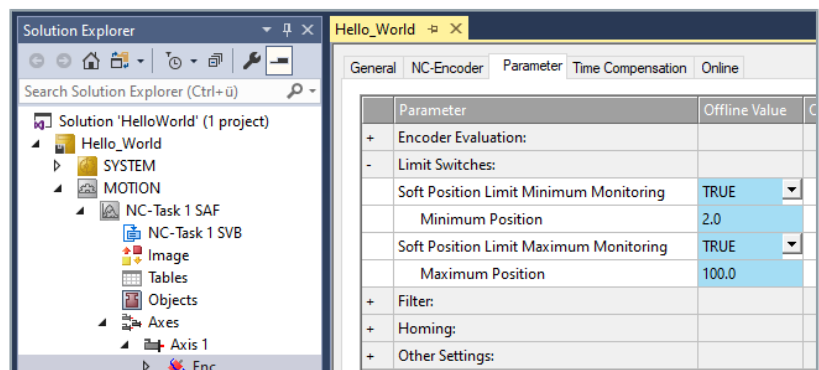 Solution Explorer
Search Solution Explorer (Ctrl+ü)
Solution 'HelloWorld' (1 project)
Hello_World
SYSTEM
MOTION
NC-Task 1 SAF
NC-Task 1 SVB
Image
Tables
Objects
Axes
Axis 1
Enc
Hello_World
General NC-Encoder Parameter Time Compensation Online
Parameter Offline Value
+ Encoder Evaluation:
- Limit Switches:
Soft Position Limit Minimum Monitoring TRUE
Minimum Position 2.0
Soft Position Limit Maximum Monitoring TRUE
Maximum Position 100.0
+ Filter:
+ Homing:
+ Other Settings: